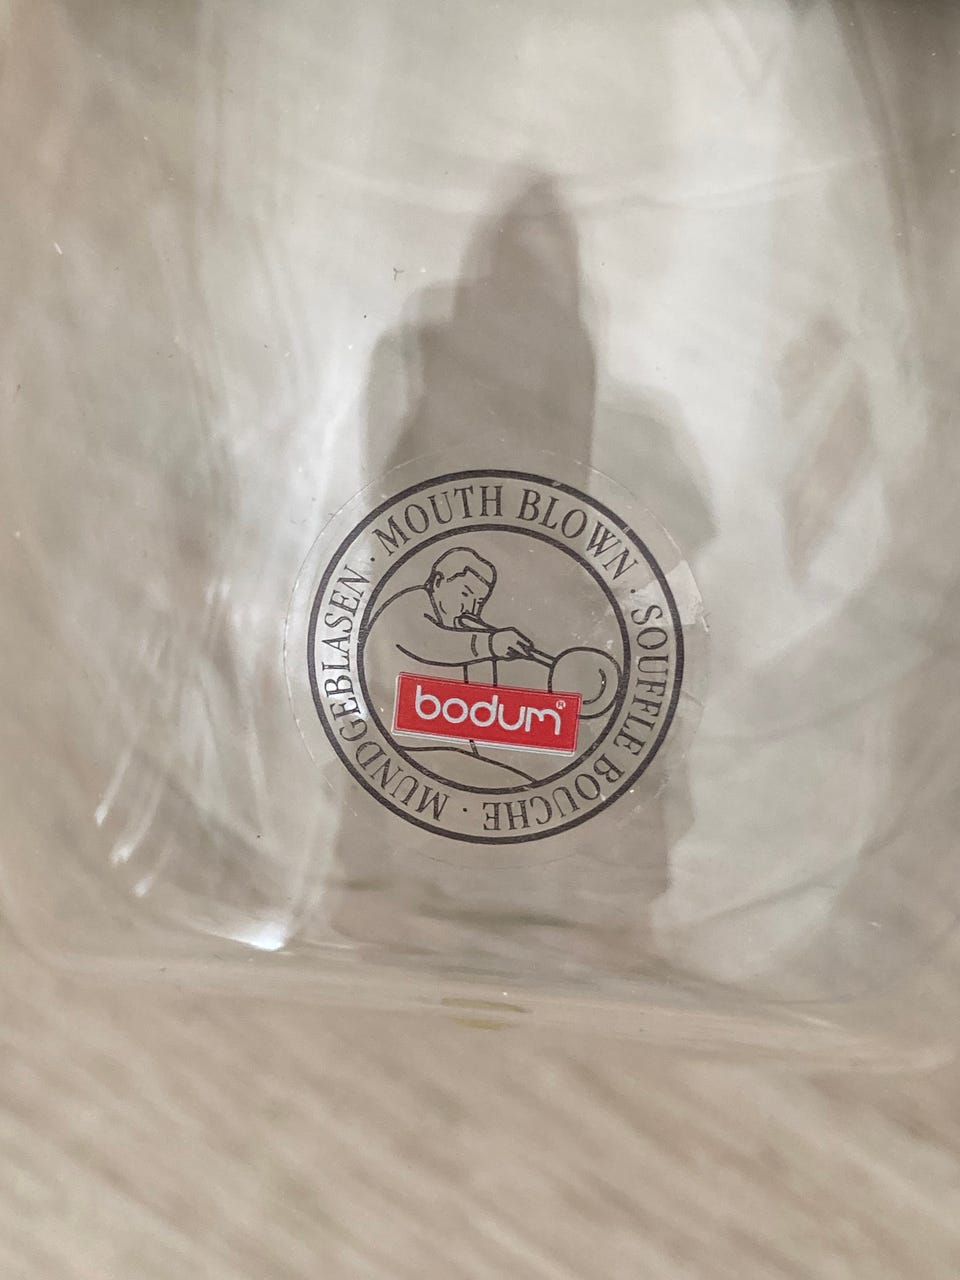 MOUTH BLOWN · SOUFFLE BOUCHE · MUNDGEBLASEN ·
bodum®